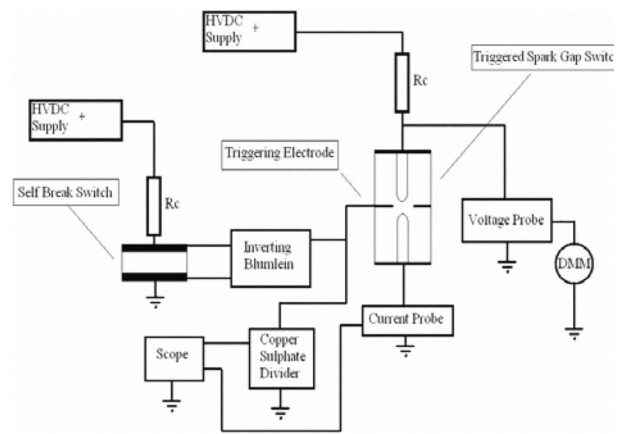 HVDC +
Supply
Triggered Spark Gap Switc
Rc
HVDC +
Supply
Triggering Electrode
Self Break Switch
Rc
Voltage Probe
Inverting
Blumlein
DMM
Current Probe
Copper
Sulphate
Divider
Scope